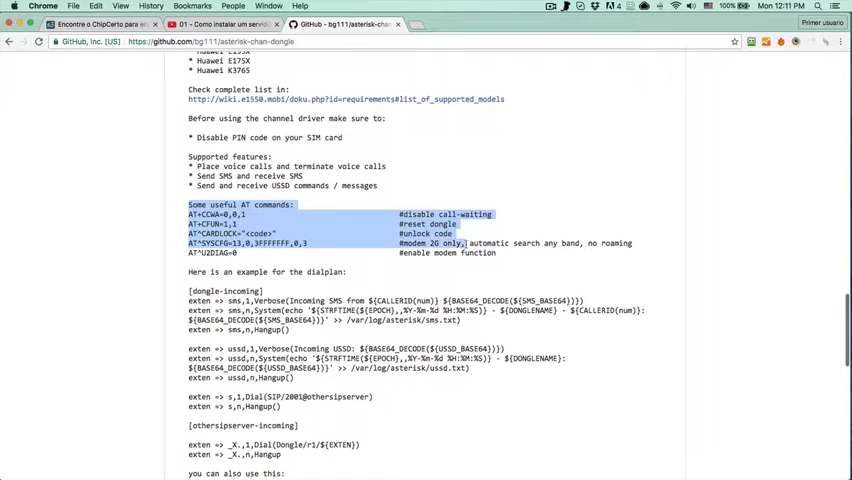 Chrome File Edit View History Bookmarks People Window Help
4 100% Mon 12:11 PM
Encontre o ChipCerto para en
01 - Como instalar um servidi
GitHub - bg111/asterisk-chan
Primer usuario
GitHub, Inc. [US] https://github.com/bg111/asterisk-chan-dongle
* Huawei E175X
* Huawei K3765
Check complete list in:
http://wiki.e1550.mobi/doku.php?id=requirements#list_of_supported_models
Before using the channel driver make sure to:
* Disable PIN code on your SIM card
Supported features:
* Place voice calls and terminate voice calls
* Send SMS and receive SMS
* Send and receive USSD commands / messages
Some useful AT commands:
AT+CCWA=0,0,1 #disable call-waiting
AT+CFUN=1,1 #reset dongle
AT^CARDLOCK="<code>" #unlock code
AT^SYSCFG=13,0,3FFFFFFF,0,3 #modem 2G only, automatic search any band, no roaming
AT^U2DIAG=0 #enable modem function
Here is an example for the dialplan:
[dongle-incoming]
exten => sms,1,Verbose(Incoming SMS from ${CALLERID(num)} ${BASE64_DECODE(${SMS_BASE64})})
exten => sms,n,System(echo '${STRFTIME(${EPOCH},,%Y-%m-%d %H:%M:%S)} - ${DONGLENAME} - ${CALLERID(num)}:
${BASE64_DECODE(${SMS_BASE64})}' >> /var/log/asterisk/sms.txt)
exten => sms,n,Hangup()
exten => ussd,1,Verbose(Incoming USSD: ${BASE64_DECODE(${USSD_BASE64})})
exten => ussd,n,System(echo '${STRFTIME(${EPOCH},,%Y-%m-%d %H:%M:%S)} - ${DONGLENAME}:
${BASE64_DECODE(${USSD_BASE64})}' >> /var/log/asterisk/ussd.txt)
exten => ussd,n,Hangup()
exten => s,1,Dial(SIP/2001@othersipserver)
exten => s,n,Hangup()
[othersipserver-incoming]
exten => _X.,1,Dial(Dongle/r1/${EXTEN})
exten => _X.,n,Hangup
you can also use this: